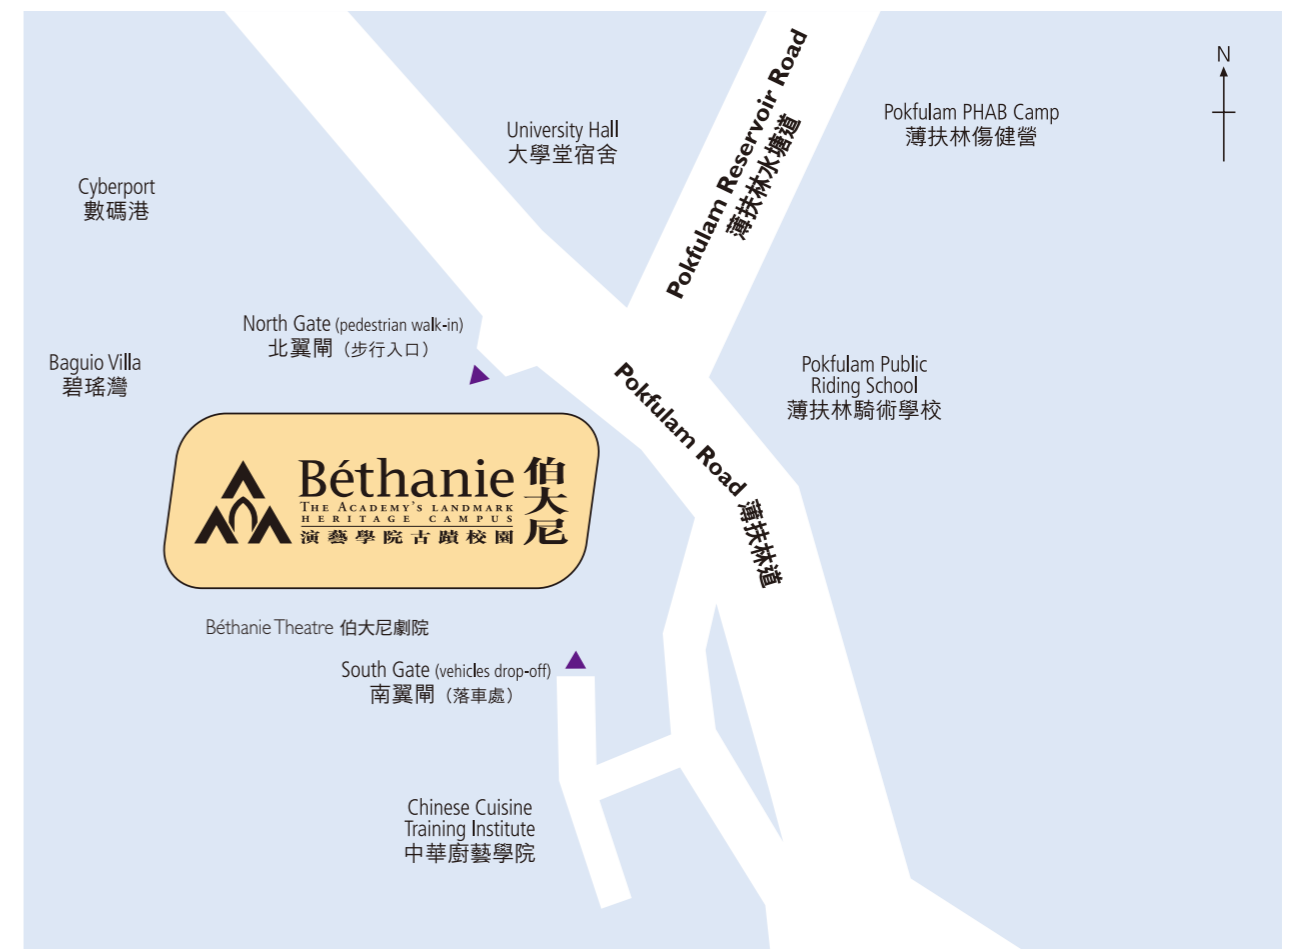 N
Pokfulam Reservoir Road
薄扶林水塘道
Pokfulam PHAB Camp
薄扶林傷健營
University Hall
大學堂宿舍
Cyberport
數碼港
North Gate (pedestrian walk-in)
北翼閘（步行入口）
Baguio Villa
碧瑤灣
Pokfulam Public
Riding School
薄扶林騎術學校
Pokfulam Road 薄扶林道
Béthanie 伯大尼
THE ACADEMY'S LANDMARK
HERITAGE CAMPUS
演藝學院古蹟校園
Béthanie Theatre 伯大尼劇院
South Gate (vehicles drop-off)
南翼閘（落車處）
Chinese Cuisine
Training Institute
中華廚藝學院